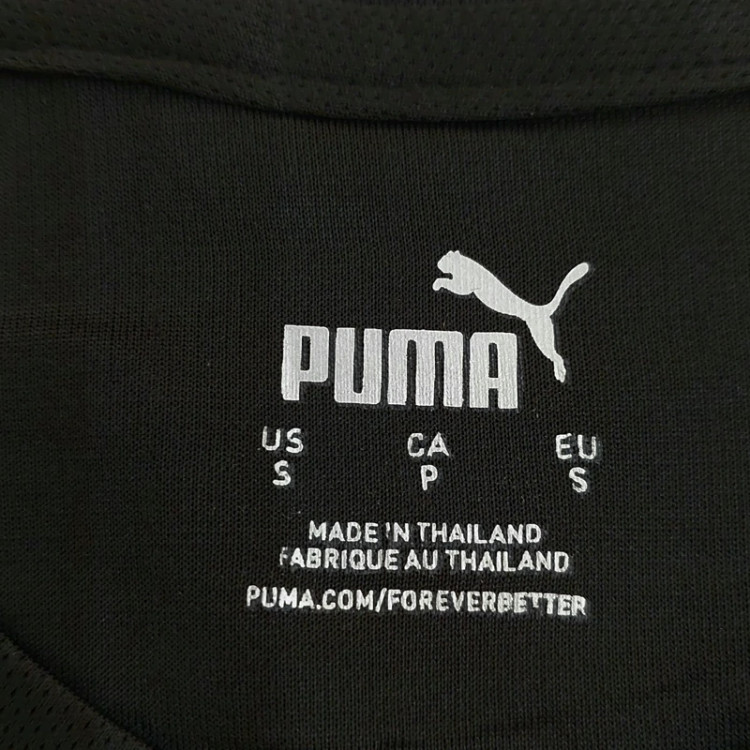 PUMA
US CA EU
S P S
MADE IN THAILAND
FABRIQUE AU THAILAND
PUMA.COM/FOREVERBETTER